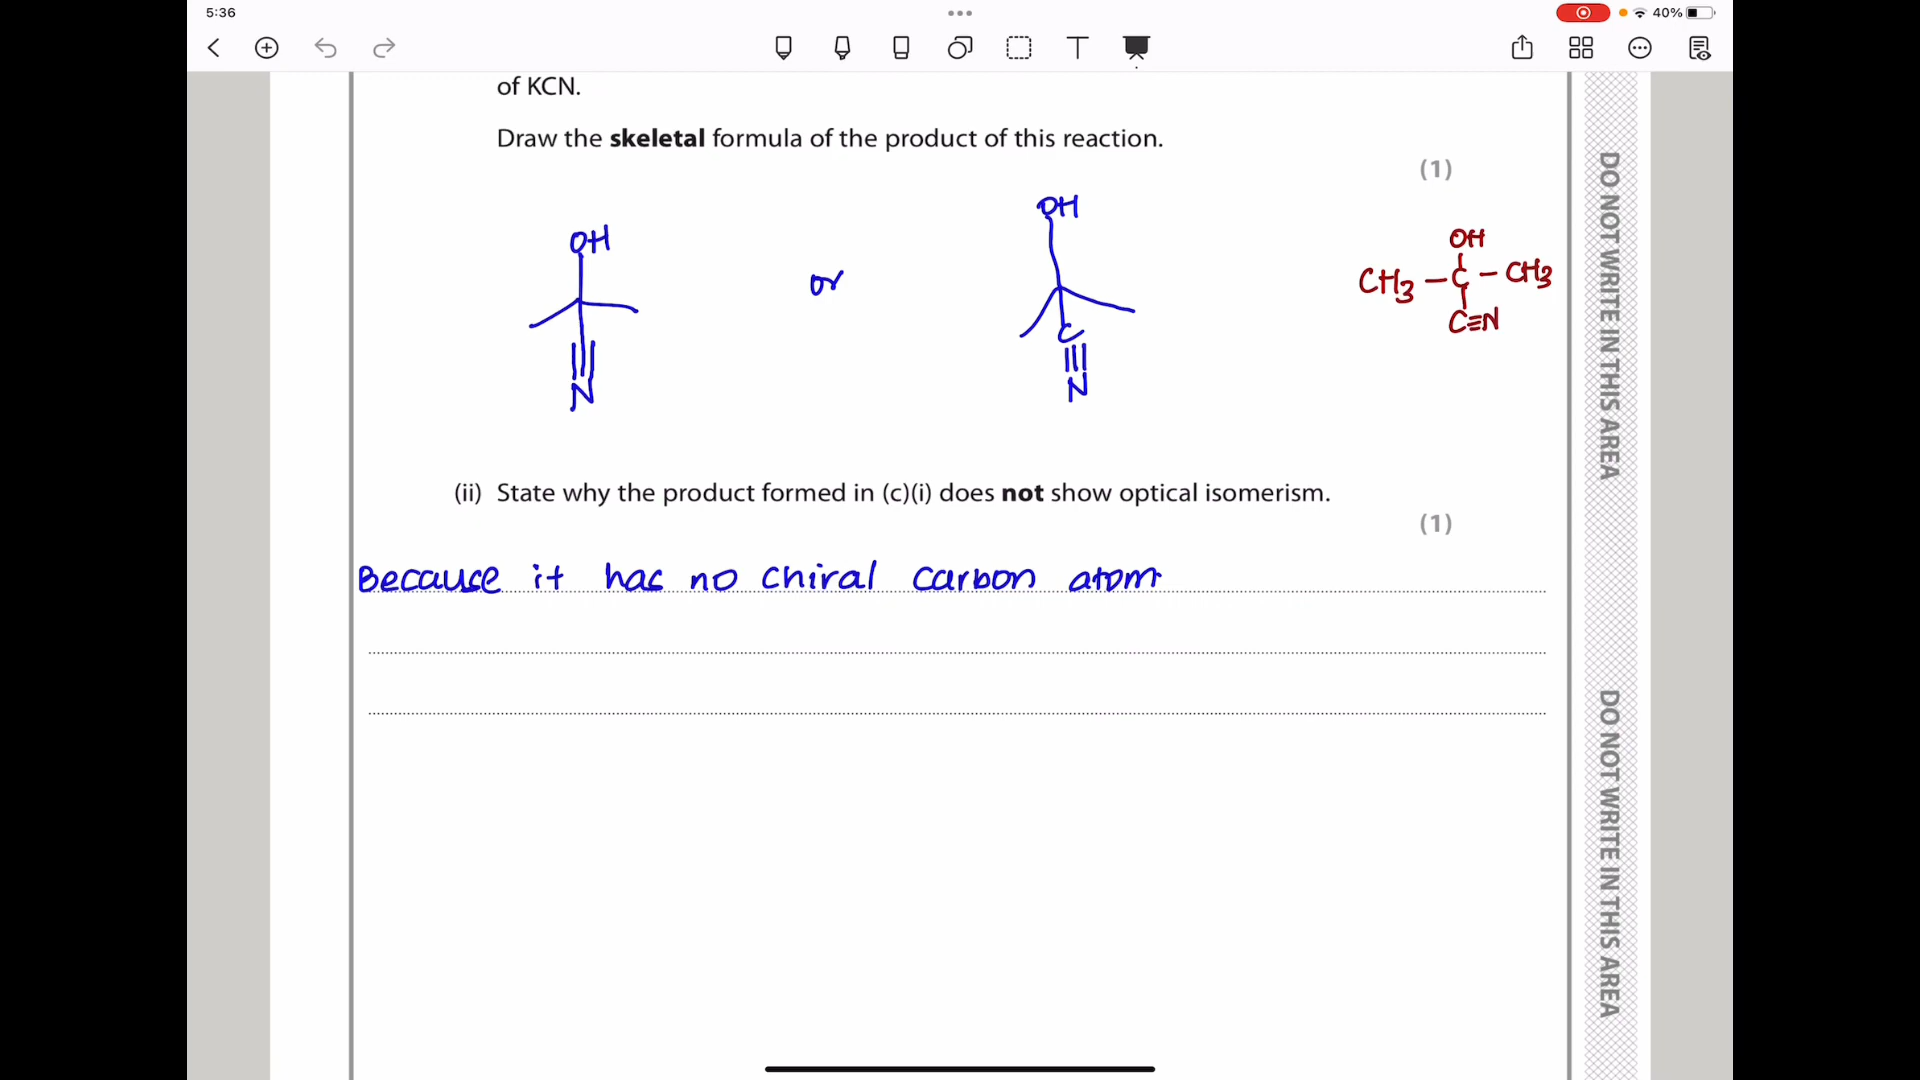 5:36
40%
of KCN.
Draw the skeletal formula of the product of this reaction.
(1)
OH
N
or
OH
C
N
OH
CH3 – C – CH3
C≡N
(ii) State why the product formed in (c)(i) does not show optical isomerism.
(1)
Because it has no chiral carbon atom
DO NOT WRITE IN THIS AREA
DO NOT WRITE IN THIS AREA